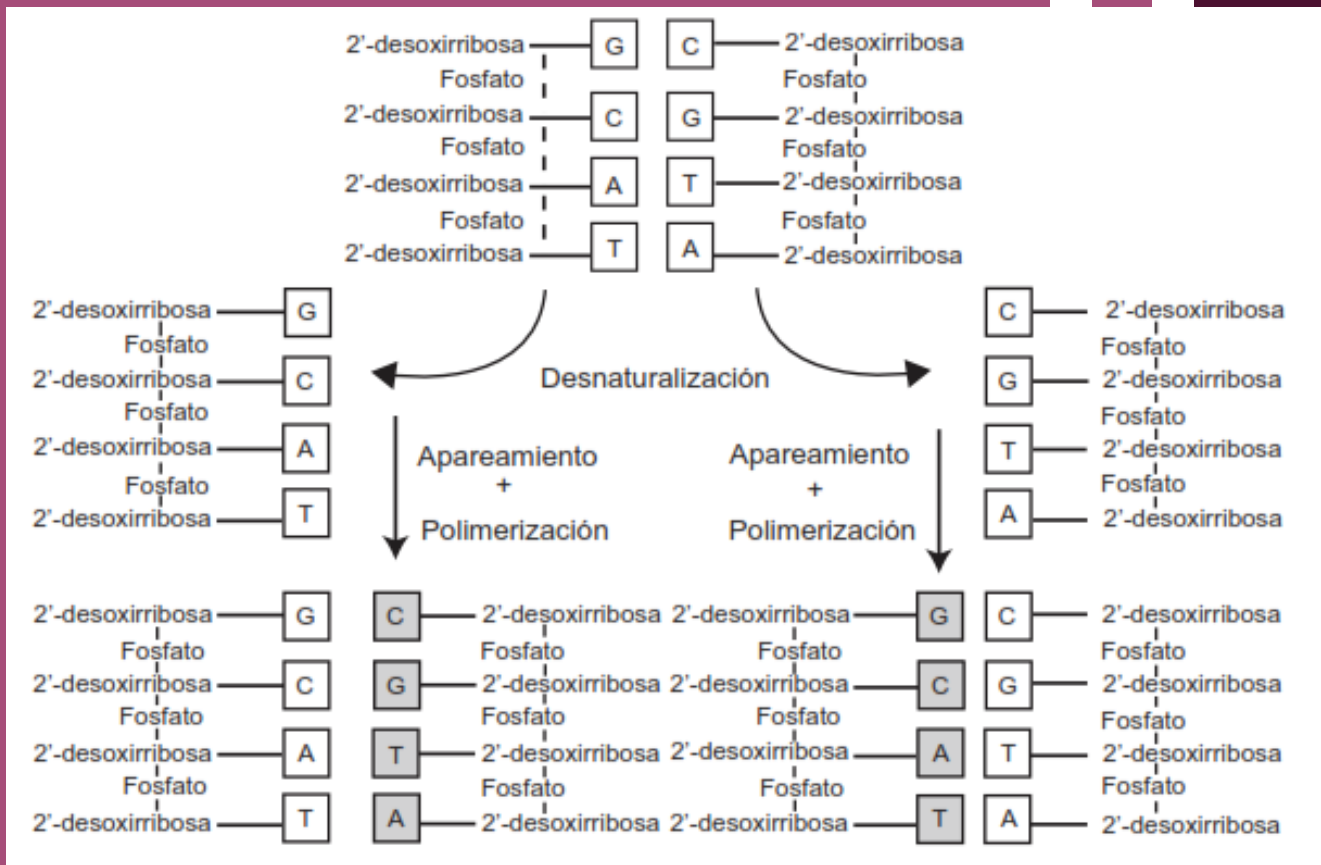 2'-desoxirribosa G C 2'-desoxirribosa
Fosfato Fosfato
2'-desoxirribosa C G 2'-desoxirribosa
Fosfato Fosfato
2'-desoxirribosa A T 2'-desoxirribosa
Fosfato Fosfato
2'-desoxirribosa T A 2'-desoxirribosa
2'-desoxirribosa G
Fosfato
2'-desoxirribosa C
Fosfato
2'-desoxirribosa A
Fosfato
2'-desoxirribosa T
Desnaturalización
C 2'-desoxirribosa
Fosfato
G 2'-desoxirribosa
Fosfato
T 2'-desoxirribosa
Fosfato
A 2'-desoxirribosa
Apareamiento
+
Polimerización
Apareamiento
+
Polimerización
2'-desoxirribosa G C 2'-desoxirribosa 2'-desoxirribosa G C 2'-desoxirribosa
Fosfato Fosfato Fosfato Fosfato
2'-desoxirribosa C G 2'-desoxirribosa 2'-desoxirribosa C G 2'-desoxirribosa
Fosfato Fosfato Fosfato Fosfato
2'-desoxirribosa A T 2'-desoxirribosa 2'-desoxirribosa A T 2'-desoxirribosa
Fosfato Fosfato Fosfato Fosfato
2'-desoxirribosa T A 2'-desoxirribosa 2'-desoxirribosa T A 2'-desoxirribosa